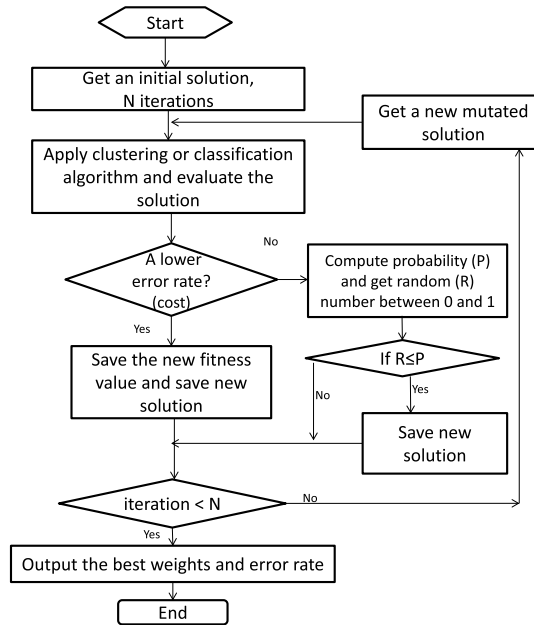 Start
Get an initial solution,
N iterations
Get a new mutated
solution
Apply clustering or classification
algorithm and evaluate the
solution
No
A lower
error rate?
(cost)
Compute probability (P)
and get random (R)
number between 0 and 1
Yes
If R≤P
Save the new fitness
value and save new
solution
No
Yes
Save new
solution
iteration < N
No
Yes
Output the best weights and error rate
End